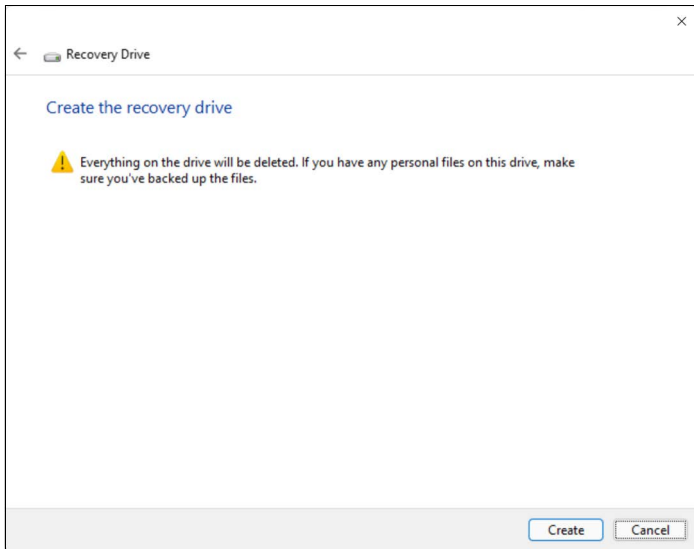 Recovery Drive
Create the recovery drive
Everything on the drive will be deleted. If you have any personal files on this drive, make
sure you've backed up the files.
Create
Cancel